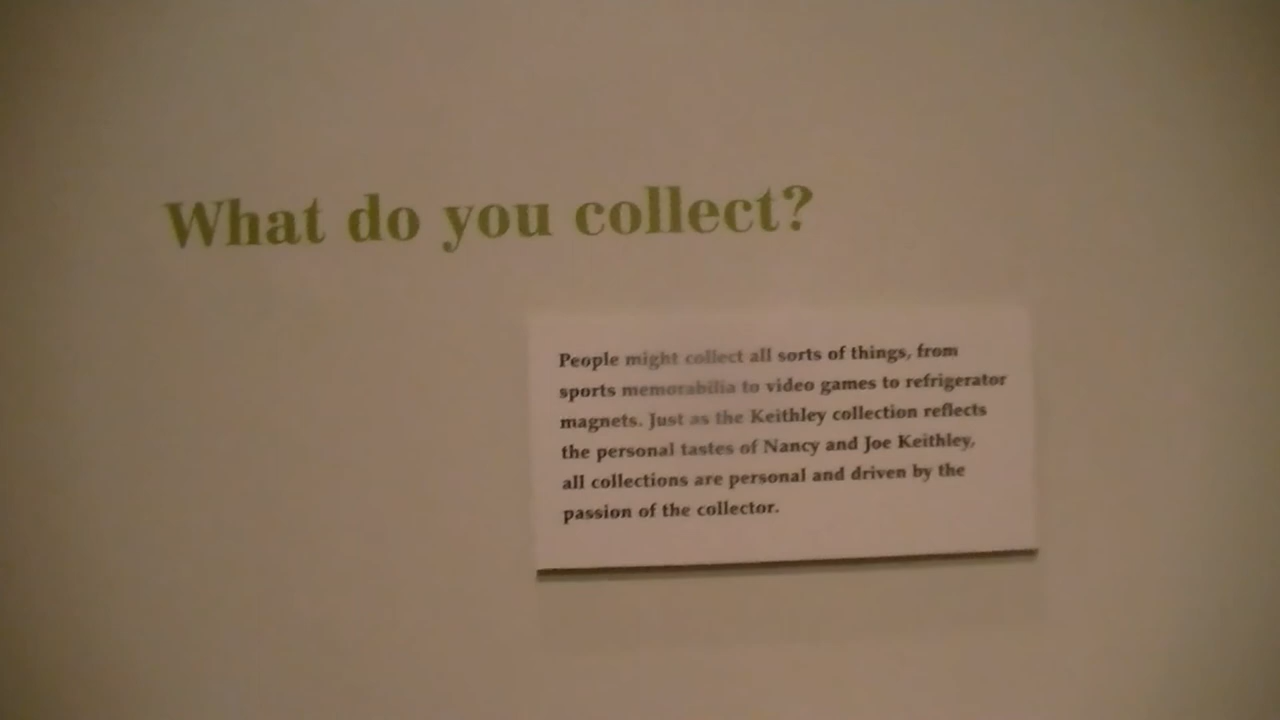 What do you collect?
People might collect all sorts of things, from
sports memorabilia to video games to refrigerator
magnets. Just as the Keithley collection reflects
the personal tastes of Nancy and Joe Keithley,
all collections are personal and driven by the
passion of the collector.